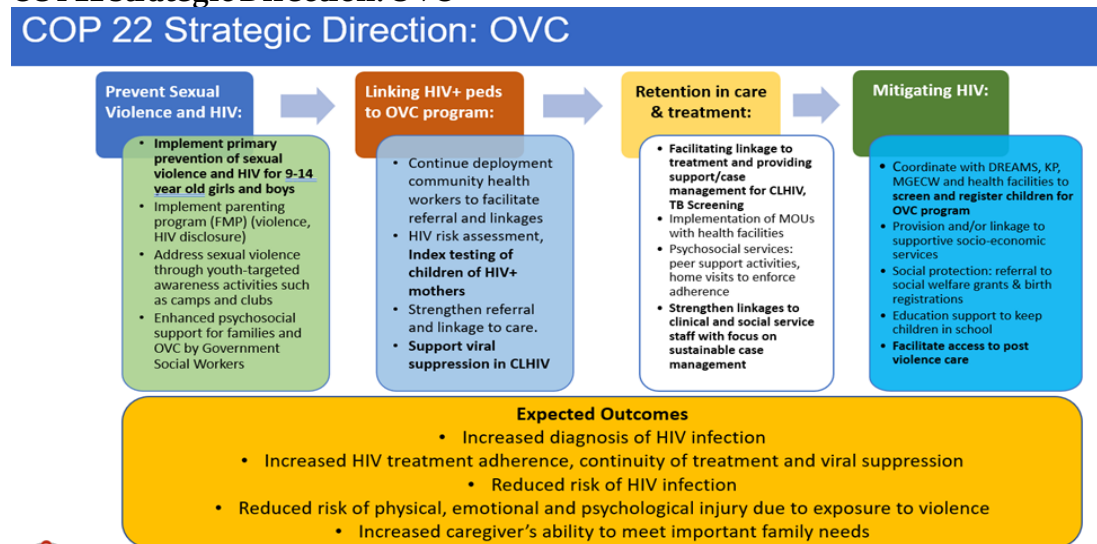 COP 22 Strategic Direction: OVC
Prevent Sexual
Violence and HIV:
• Implement primary
prevention of sexual
violence and HIV for 9-14
year old girls and boys
• Implement parenting
program (FMP) (violence,
HIV disclosure)
• Address sexual violence
through youth-targeted
awareness activities such
as camps and clubs
• Enhanced psychosocial
support for families and
OVC by Government
Social Workers
Linking HIV+ peds
to OVC program:
• Continue deployment
community health
workers to facilitate
referral and linkages
• HIV risk assessment,
Index testing of
children of HIV+
mothers
• Strengthen referral
and linkage to care.
• Support viral
suppression in CLHIV
Retention in care
& treatment:
• Facilitating linkage to
treatment and providing
support/case
management for CLHIV,
TB Screening
• Implementation of MOUs
with health facilities
• Psychosocial services:
peer support activities,
home visits to enforce
adherence
• Strengthen linkages to
clinical and social service
staff with focus on
sustainable case
management
Mitigating HIV:
• Coordinate with DREAMS, KP,
MGECW and health facilities to
screen and register children for
OVC program
• Provision and/or linkage to
supportive socio-economic
services
• Social protection: referral to
social welfare grants & birth
registrations
• Education support to keep
children in school
• Facilitate access to post
violence care
Expected Outcomes
• Increased diagnosis of HIV infection
• Increased HIV treatment adherence, continuity of treatment and viral suppression
• Reduced risk of HIV infection
• Reduced risk of physical, emotional and psychological injury due to exposure to violence
• Increased caregiver's ability to meet important family needs